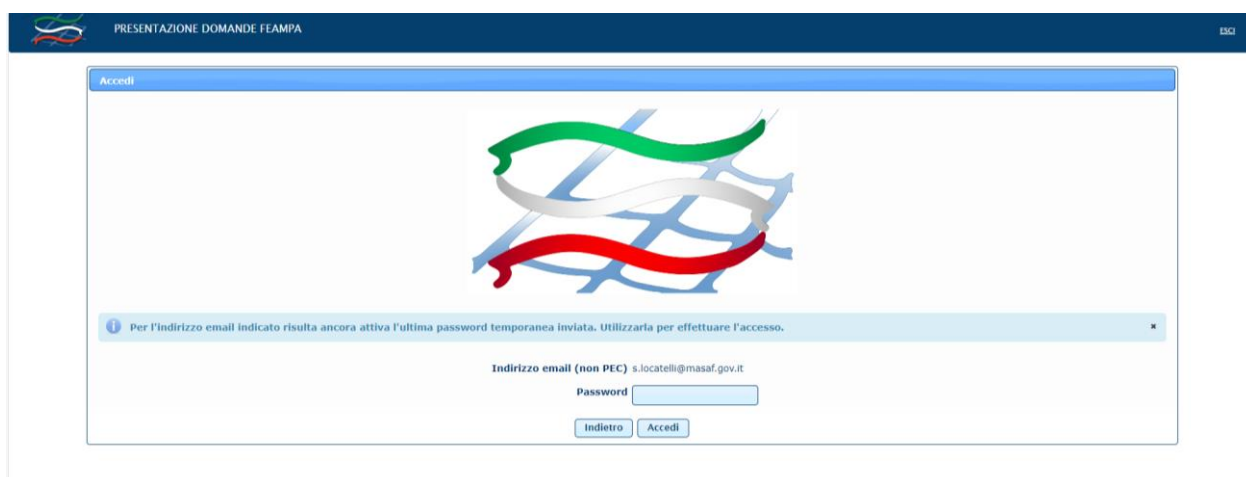 PRESENTAZIONE DOMANDE FEAMPA
ESCI
Accedi
Per l'indirizzo email indicato risulta ancora attiva l'ultima password temporanea inviata. Utilizzarla per effettuare l'accesso.
Indirizzo email (non PEC) s.locatelli@masaf.gov.it
Password
Indietro Accedi